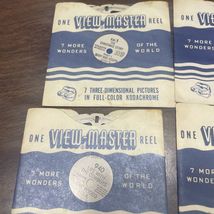 ONE VIEW-MASTER REEL
7 MORE WONDERS OF THE WORLD
7 THREE-DIMENSIONAL PICTURES
IN FULL-COLOR KODACHROME
ONE VIEW-MASTER REEL
940
7 MORE WONDERS OF THE WORLD